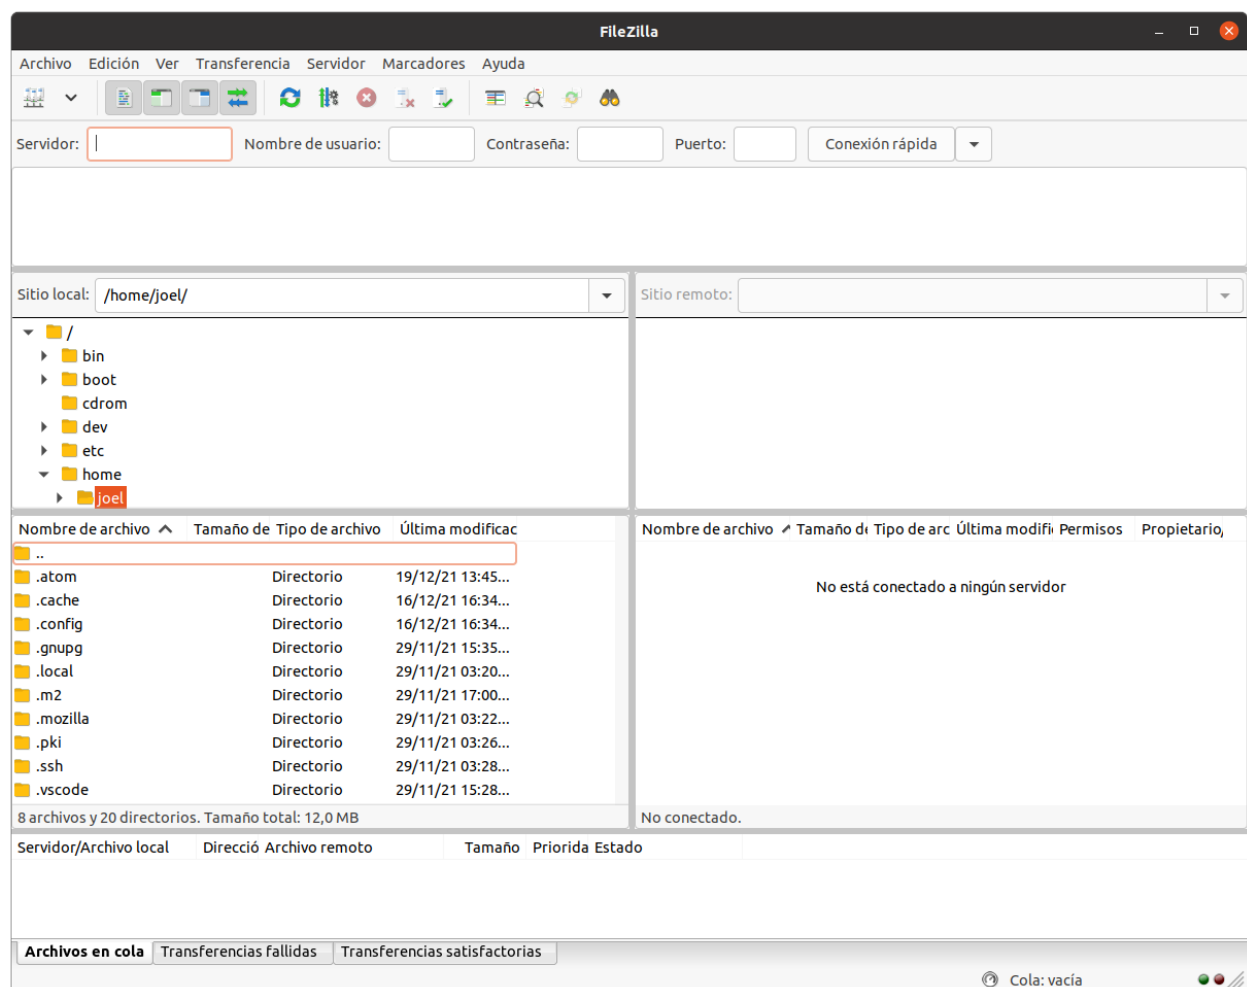 FileZilla
Archivo Edición Ver Transferencia Servidor Marcadores Ayuda
Servidor: Nombre de usuario: Contraseña: Puerto: Conexión rápida
Sitio local: /home/joel/
Sitio remoto:
/
bin
boot
cdrom
dev
etc
home
joel
Nombre de archivo Tamaño de Tipo de archivo Última modificac
..
.atom Directorio 19/12/21 13:45...
.cache Directorio 16/12/21 16:34...
.config Directorio 16/12/21 16:34...
.gnupg Directorio 29/11/21 15:35...
.local Directorio 29/11/21 03:20...
.m2 Directorio 29/11/21 17:00...
.mozilla Directorio 29/11/21 03:22...
.pki Directorio 29/11/21 03:26...
.ssh Directorio 29/11/21 03:28...
.vscode Directorio 29/11/21 15:28...
8 archivos y 20 directorios. Tamaño total: 12,0 MB
Nombre de archivo Tamaño de Tipo de arc Última modifi Permisos Propietario/
No está conectado a ningún servidor
No conectado.
Servidor/Archivo local Direcció Archivo remoto Tamaño Priorida Estado
Archivos en cola Transferencias fallidas Transferencias satisfactorias
Cola: vacía